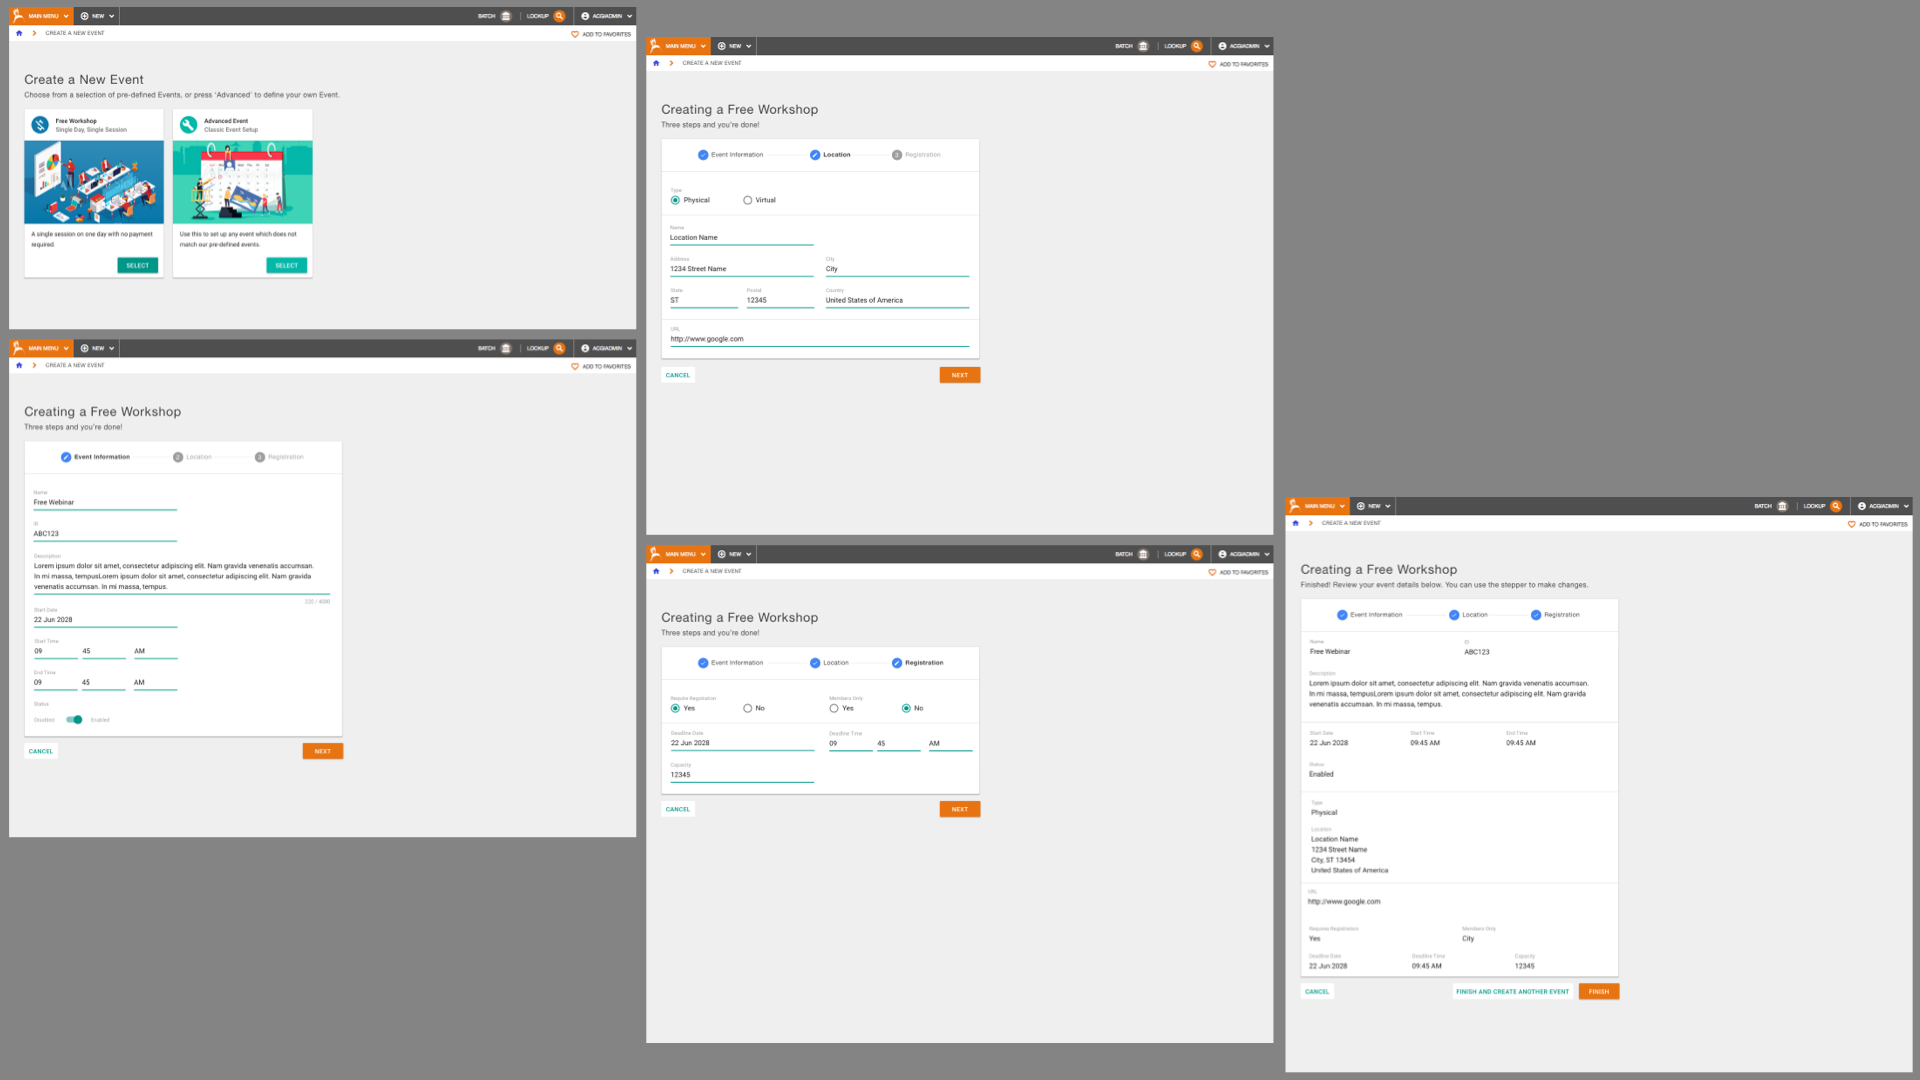 MAIN MENU NEW BATCH LOOKUP ACGIADMIN
CREATE A NEW EVENT ADD TO FAVORITES
Create a New Event
Choose from a selection of pre-defined Events, or press 'Advanced' to define your own Event.
Free Workshop
Single Day, Single Session
A single session on one day with no payment
required.
SELECT
Advanced Event
Classic Event Setup
Use this to set up any event which does not
match our pre-defined events.
SELECT
MAIN MENU NEW BATCH LOOKUP ACGIADMIN
CREATE A NEW EVENT ADD TO FAVORITES
Creating a Free Workshop
Three steps and you're done!
Event Information 2 Location 3 Registration
Name
Free Webinar
ID
ABC123
Description
Lorem ipsum dolor sit amet, consectetur adipiscing elit. Nam gravida venenatis accumsan.
In mi massa, tempusLorem ipsum dolor sit amet, consectetur adipiscing elit. Nam gravida
venenatis accumsan. In mi massa, tempus.
220 / 4000
Start Date
22 Jun 2028
Start Time
09 45 AM
End Time
09 45 AM
Status
Disabled Enabled
CANCEL NEXT
MAIN MENU NEW BATCH LOOKUP ACGIADMIN
CREATE A NEW EVENT ADD TO FAVORITES
Creating a Free Workshop
Three steps and you're done!
Event Information Location 3 Registration
Type
Physical Virtual
Name
Location Name
Address City
1234 Street Name City
State Postal Country
ST 12345 United States of America
URL
http://www.google.com
CANCEL NEXT
MAIN MENU NEW BATCH LOOKUP ACGIADMIN
CREATE A NEW EVENT ADD TO FAVORITES
Creating a Free Workshop
Three steps and you're done!
Event Information Location Registration
Require Registration Members Only
Yes No Yes No
Deadline Date Deadline Time
22 Jun 2028 09 45 AM
Capacity
12345
CANCEL NEXT
MAIN MENU NEW BATCH LOOKUP ACGIADMIN
CREATE A NEW EVENT ADD TO FAVORITES
Creating a Free Workshop
Finished! Review your event details below. You can use the stepper to make changes.
Event Information Location Registration
Name ID
Free Webinar ABC123
Description
Lorem ipsum dolor sit amet, consectetur adipiscing elit. Nam gravida venenatis accumsan.
In mi massa, tempusLorem ipsum dolor sit amet, consectetur adipiscing elit. Nam gravida
venenatis accumsan. In mi massa, tempus.
Start Date Start Time End Time
22 Jun 2028 09:45 AM 09:45 AM
Status
Enabled
Type
Physical
Location
Location Name
1234 Street Name
City, ST 13454
United States of America
URL
http://www.google.com
Requires Registration Members Only
Yes City
Deadline Date Deadline Time Capacity
22 Jun 2028 09:45 AM 12345
CANCEL FINISH AND CREATE ANOTHER EVENT FINISH